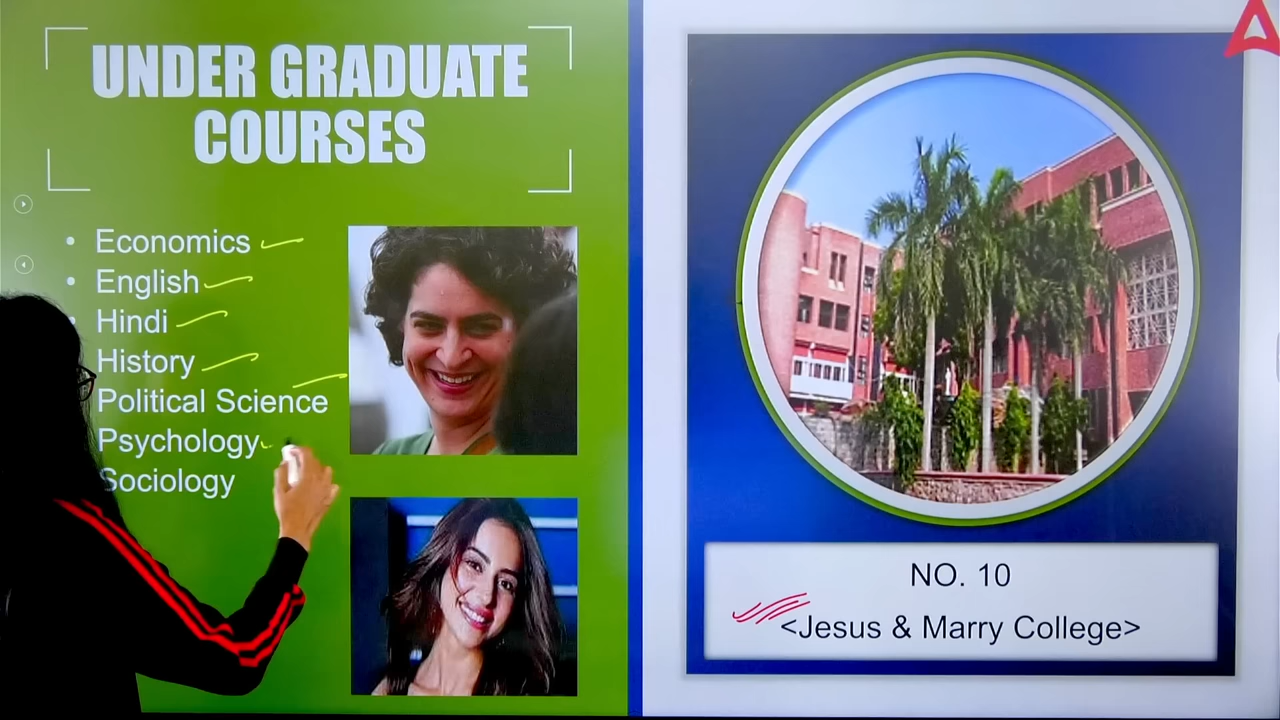 UNDER GRADUATE
COURSES
• Economics
• English
• Hindi
History
Political Science
Psychology
Sociology
NO. 10
<Jesus & Marry College>